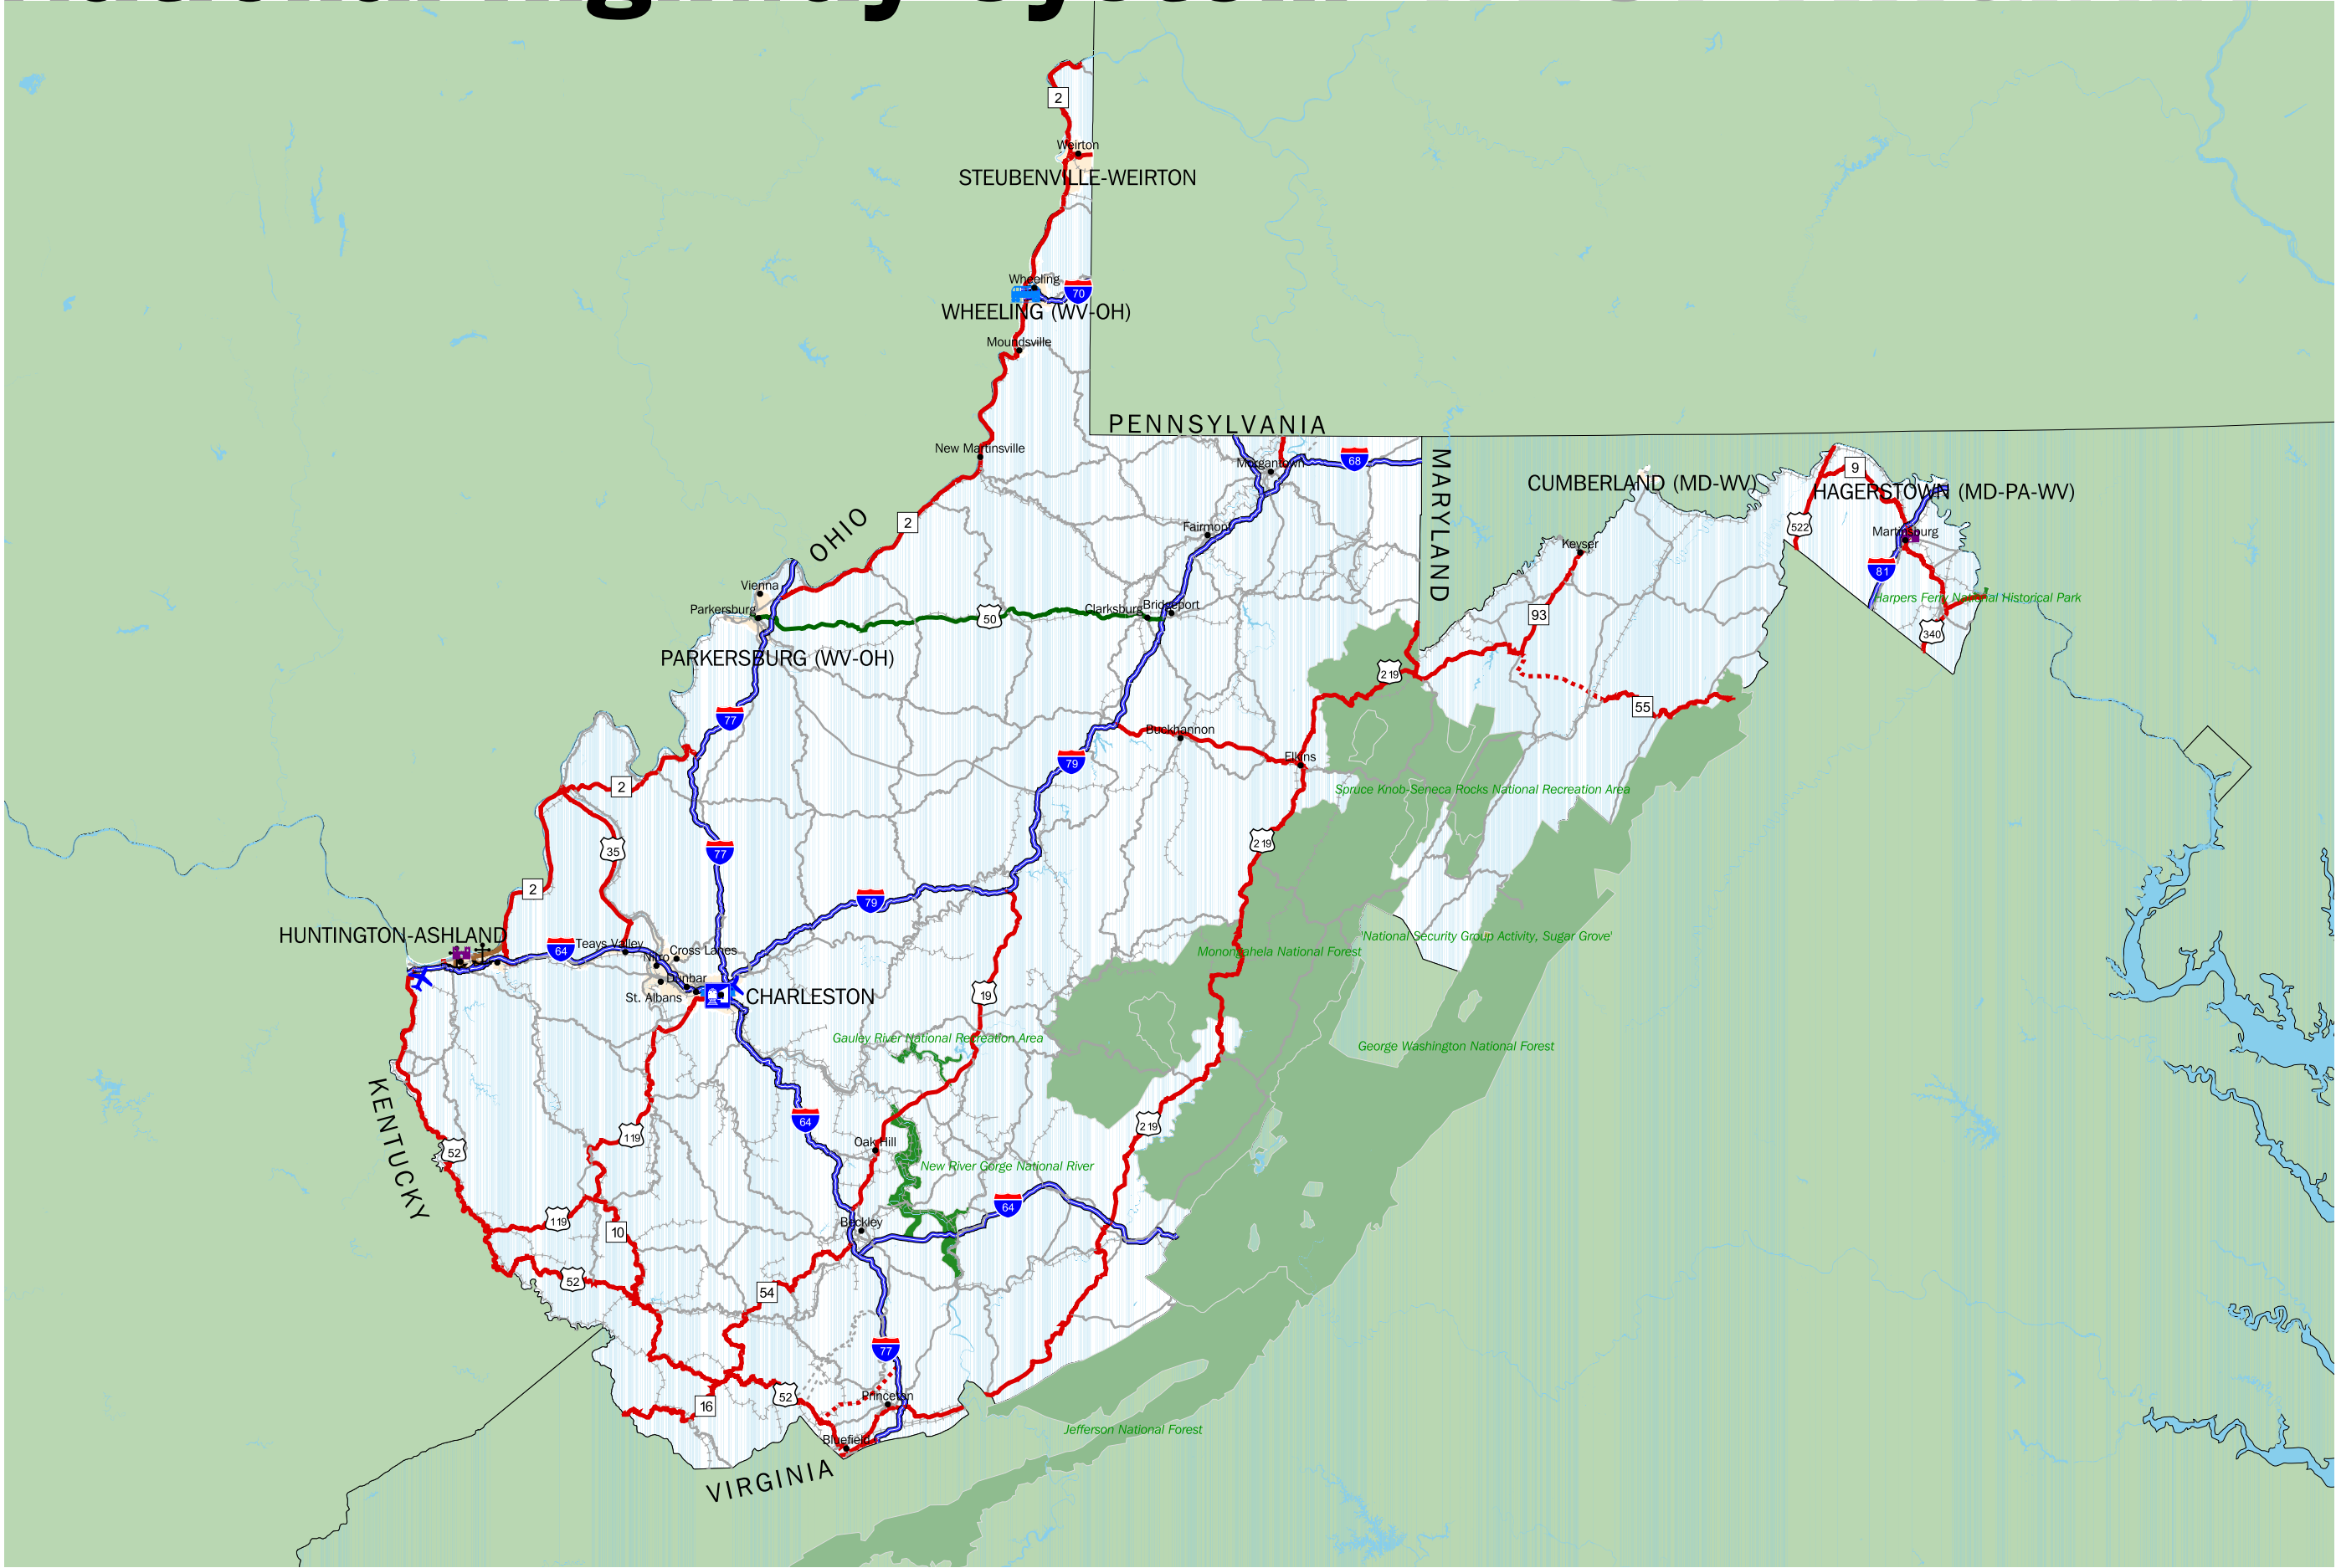 2
Weirton
STEUBENVILLE-WEIRTON
Wheeling
70
WHEELING (WV-OH)
Moundsville
PENNSYLVANIA
New Martinsville
Morgantown
68
MARYLAND
CUMBERLAND (MD-WV)
9
HAGERSTOWN (MD-PA-WV)
522
Martinsburg
81
Harpers Ferry National Historical Park
340
OHIO
2
Fairmont
Keyser
93
Vienna
Parkersburg
50
Clarksburg
Bridgeport
PARKERSBURG (WV-OH)
219
55
77
Buckhannon
79
Elkins
2
Spruce Knob-Seneca Rocks National Recreation Area
35
77
219
2
79
HUNTINGTON-ASHLAND
64
Teays Valley
Cross Lanes
Nitro
Dunbar
St. Albans
CHARLESTON
'National Security Group Activity, Sugar Grove'
Monongahela National Forest
19
Gauley River National Recreation Area
George Washington National Forest
KENTUCKY
64
219
119
52
Oak Hill
New River Gorge National River
64
119
10
Beckley
52
54
77
52
Princeton
16
Bluefield
Jefferson National Forest
VIRGINIA